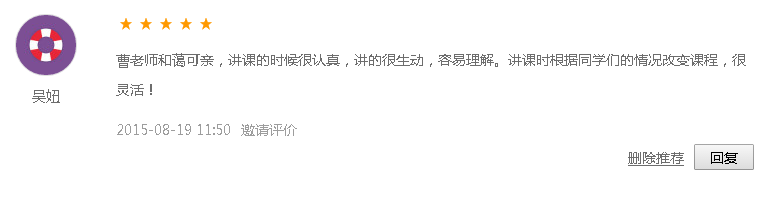 曹老师和蔼可亲，讲课的时候很认真，讲的很生动，容易理解。讲课时根据同学们的情况改变课程，很
灵活！
吴妞
2015-08-19 11:50 邀请评价
删除推荐 回复